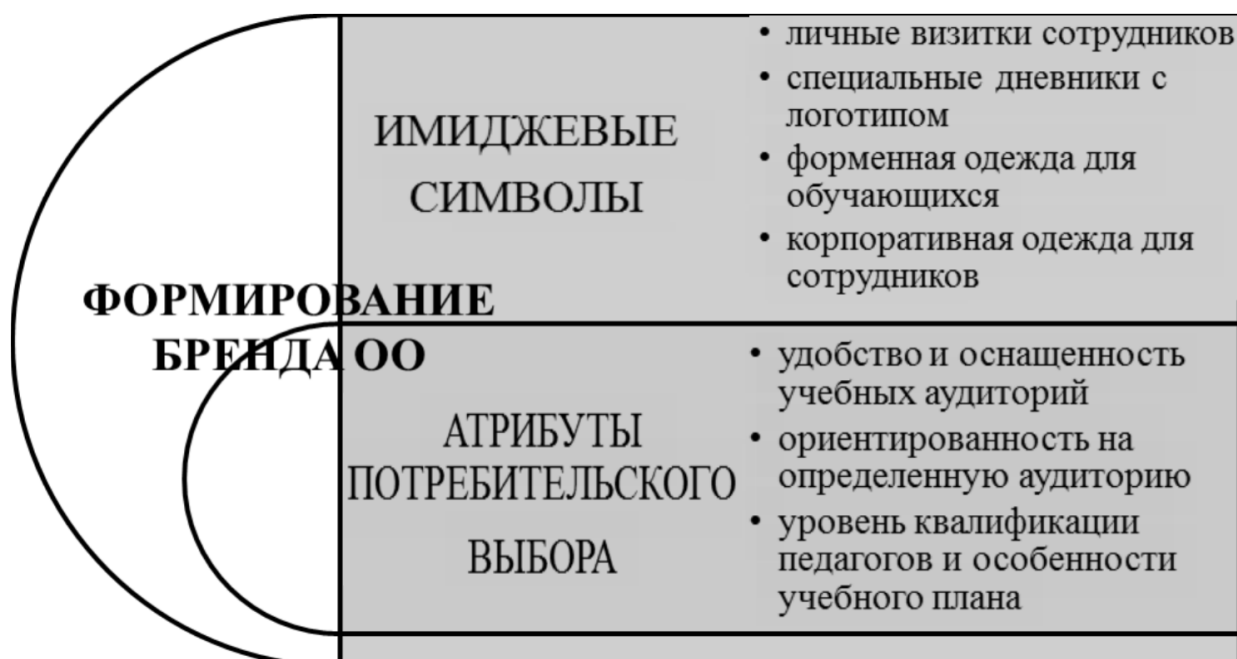 ФОРМИРОВАНИЕ
БРЕНДА ОО
ИМИДЖЕВЫЕ
СИМВОЛЫ
• личные визитки сотрудников
• специальные дневники с
логотипом
• форменная одежда для
обучающихся
• корпоративная одежда для
сотрудников
АТРИБУТЫ
ПОТРЕБИТЕЛЬСКОГО
ВЫБОРА
• удобство и оснащенность
учебных аудиторий
• ориентированность на
определенную аудиторию
• уровень квалификации
педагогов и особенности
учебного плана